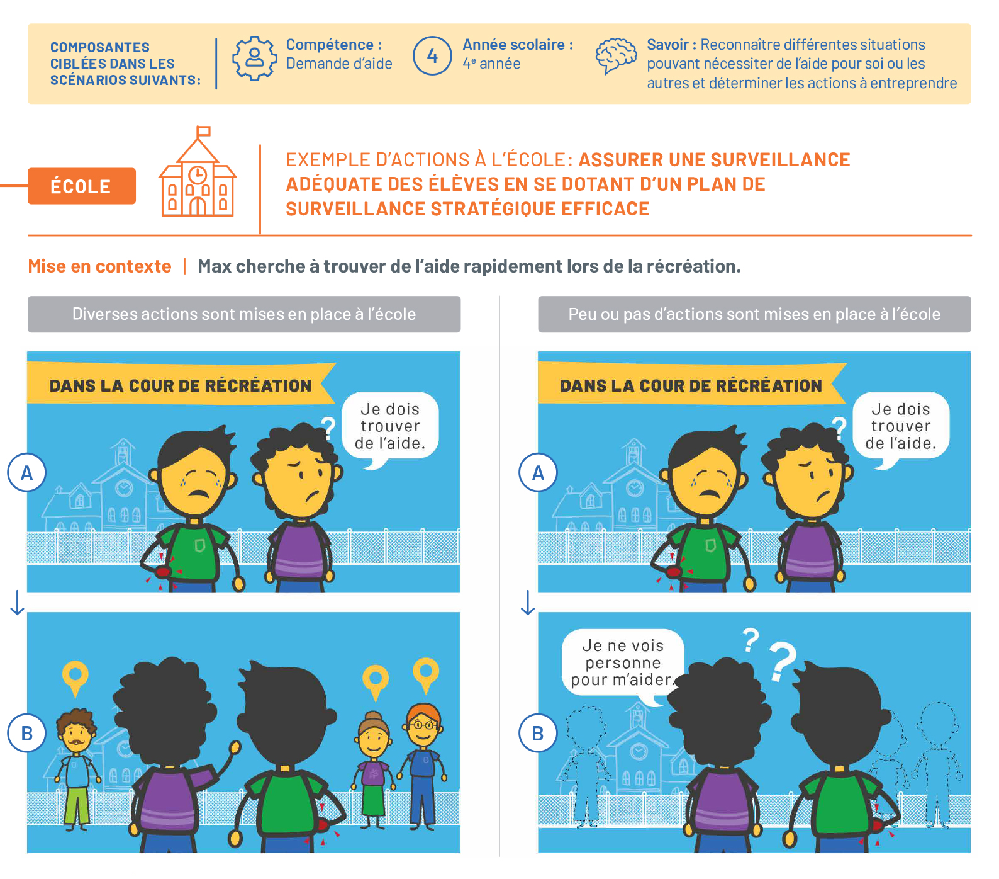 COMPOSANTES
CIBLÉES DANS LES
SCÉNARIOS SUIVANTS:
Compétence :
Demande d’aide
4
Année scolaire :
4e année
Savoir : Reconnaître différentes situations
pouvant nécessiter de l’aide pour soi ou les
autres et déterminer les actions à entreprendre
ÉCOLE
EXEMPLE D’ACTIONS À L’ÉCOLE: ASSURER UNE SURVEILLANCE
ADÉQUATE DES ÉLÈVES EN SE DOTANT D’UN PLAN DE
SURVEILLANCE STRATÉGIQUE EFFICACE
Mise en contexte | Max cherche à trouver de l’aide rapidement lors de la récréation.
Diverses actions sont mises en place à l’école
DANS LA COUR DE RÉCRÉATION
?
Je dois
trouver
de l’aide.
A
B
Peu ou pas d’actions sont mises en place à l’école
DANS LA COUR DE RÉCRÉATION
?
Je dois
trouver
de l’aide.
A
Je ne vois
personne
pour m’aider.
? ?
B